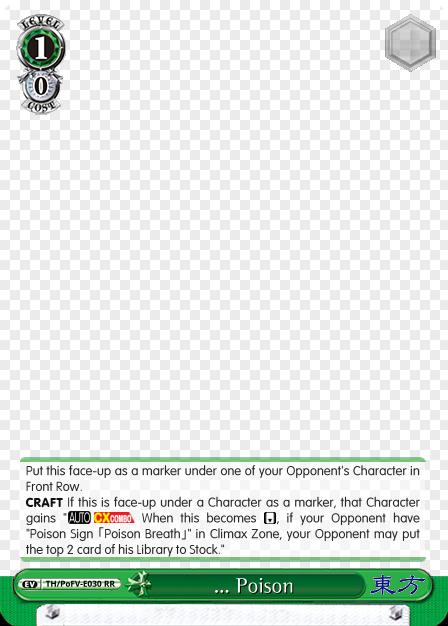 LEVEL
1
0
COST
Put this face-up as a marker under one of your Opponent's Character in
Front Row.
CRAFT If this is face-up under a Character as a marker, that Character
gains "AUTO CXCOMBO When this becomes [ ], if your Opponent have
"Poison Sign「Poison Breath」" in Climax Zone, your Opponent may put
the top 2 card of his Library to Stock."
EV TH/PoFV-E030 RR ... Poison 東方